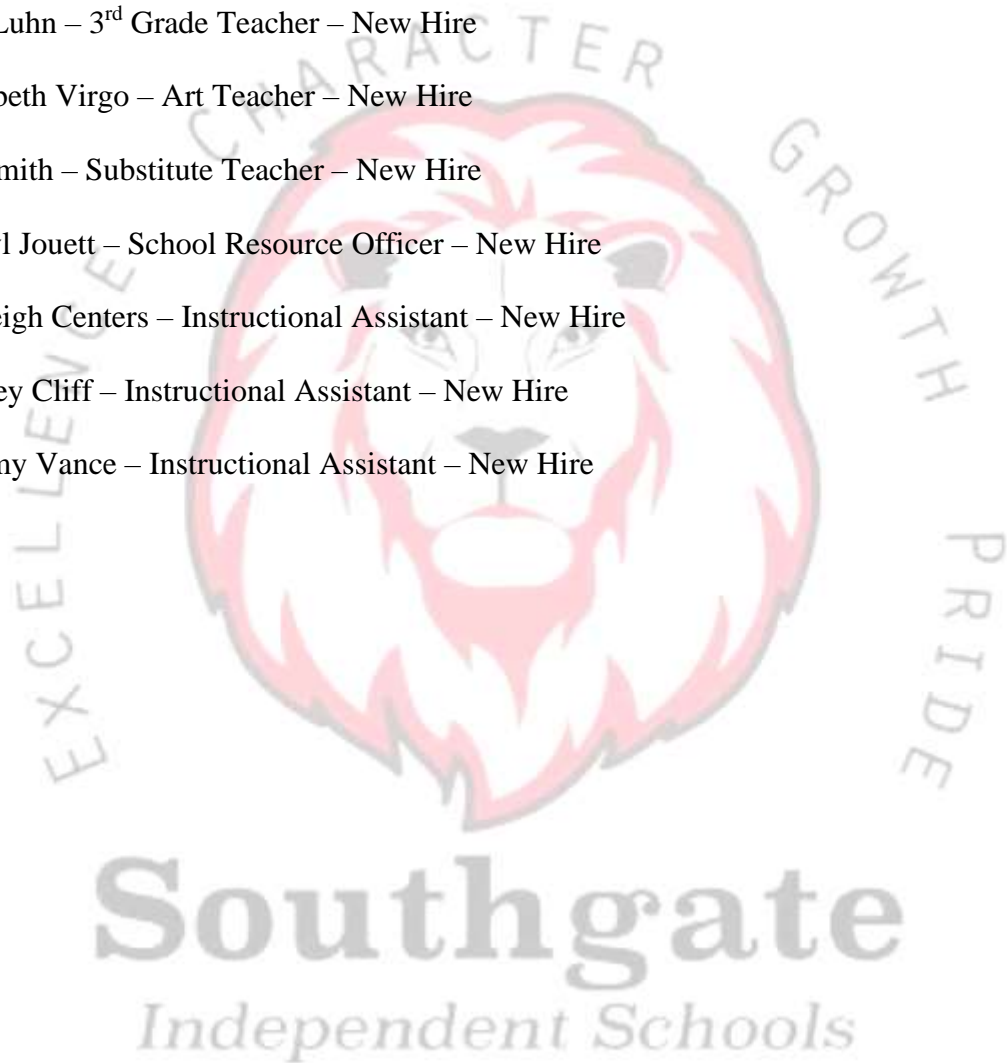 Luhn – 3rd Grade Teacher – New Hire
beth Virgo – Art Teacher – New Hire
mith – Substitute Teacher – New Hire
l Jouett – School Resource Officer – New Hire
eigh Centers – Instructional Assistant – New Hire
ey Cliff – Instructional Assistant – New Hire
ny Vance – Instructional Assistant – New Hire
EXCELLENCE
CHARACTER
GROWTH
PRIDE
Southgate
Independent Schools